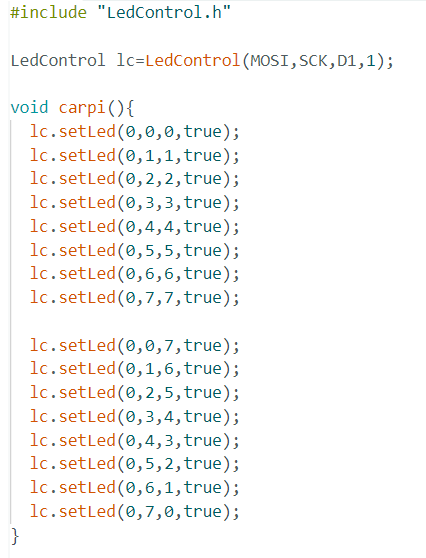 #include "LedControl.h"
LedControl lc=LedControl(MOSI,SCK,D1,1);
void carpi(){
lc.setLed(0,0,0,true);
lc.setLed(0,1,1,true);
lc.setLed(0,2,2,true);
lc.setLed(0,3,3,true);
lc.setLed(0,4,4,true);
lc.setLed(0,5,5,true);
lc.setLed(0,6,6,true);
lc.setLed(0,7,7,true);
lc.setLed(0,0,7,true);
lc.setLed(0,1,6,true);
lc.setLed(0,2,5,true);
lc.setLed(0,3,4,true);
lc.setLed(0,4,3,true);
lc.setLed(0,5,2,true);
lc.setLed(0,6,1,true);
lc.setLed(0,7,0,true);
}